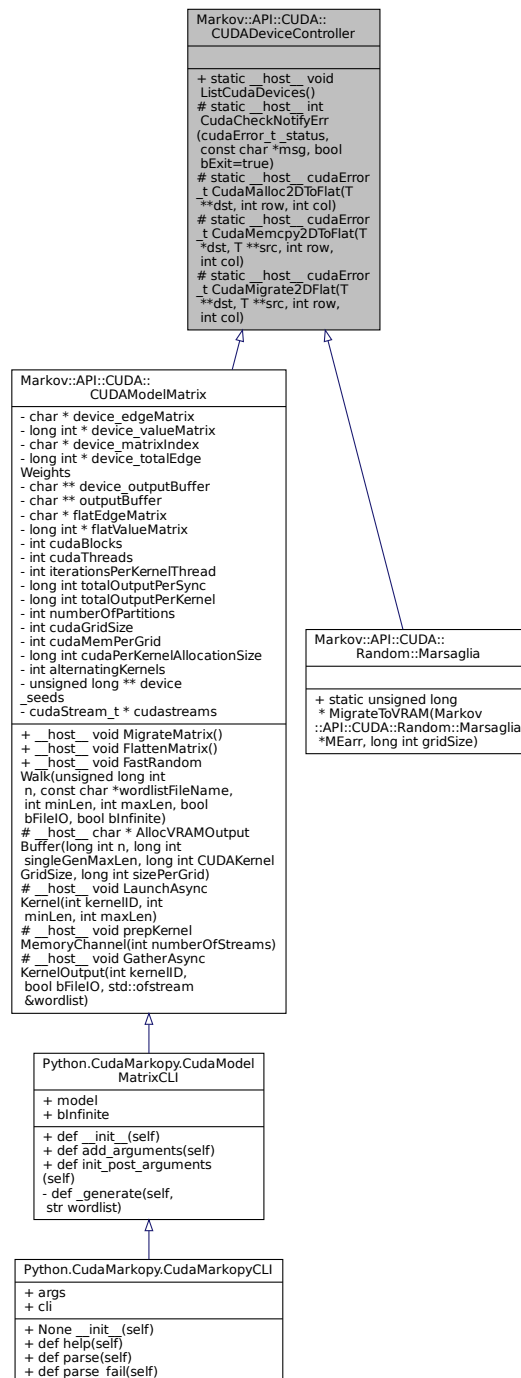 Markov::API::CUDA::
CUDADeviceController
+ static __host__ void
ListCudaDevices()
# static __host__ int
CudaCheckNotifyErr
(cudaError_t _status,
const char *msg, bool
bExit=true)
# static __host__ cudaError
_t CudaMalloc2DToFlat(T
**dst, int row, int col)
# static __host__ cudaError
_t CudaMemcpy2DToFlat(T
*dst, T **src, int row,
int col)
# static __host__ cudaError
_t CudaMigrate2DFlat(T
**dst, T **src, int row,
int col)
Markov::API::CUDA::
CUDAModelMatrix
- char * device_edgeMatrix
- long int * device_valueMatrix
- char * device_matrixIndex
- long int * device_totalEdge
Weights
- char ** device_outputBuffer
- char ** outputBuffer
- char * flatEdgeMatrix
- long int * flatValueMatrix
- int cudaBlocks
- int cudaThreads
- int iterationsPerKernelThread
- long int totalOutputPerSync
- long int totalOutputPerKernel
- int numberOfPartitions
- int cudaGridSize
- int cudaMemPerGrid
- long int cudaPerKernelAllocationSize
- int alternatingKernels
- unsigned long ** device
_seeds
- cudaStream_t * cudastreams
+ __host__ void MigrateMatrix()
+ __host__ void FlattenMatrix()
+ __host__ void FastRandom
Walk(unsigned long int
n, const char *wordlistFileName,
int minLen, int maxLen, bool
bFileIO, bool bInfinite)
# __host__ char * AllocVRAMOutput
Buffer(long int n, long int
singleGenMaxLen, long int CUDAKernel
GridSize, long int sizePerGrid)
# __host__ void LaunchAsync
Kernel(int kernelID, int
minLen, int maxLen)
# __host__ void prepKernel
MemoryChannel(int numberOfStreams)
# __host__ void GatherAsync
KernelOutput(int kernelID,
bool bFileIO, std::ofstream
&wordlist)
Markov::API::CUDA::
Random::Marsaglia
+ static unsigned long
* MigrateToVRAM(Markov
::API::CUDA::Random::Marsaglia
*MEarr, long int gridSize)
Python.CudaMarkopy.CudaModel
MatrixCLI
+ model
+ bInfinite
+ def __init__(self)
+ def add_arguments(self)
+ def init_post_arguments
(self)
- def _generate(self,
str wordlist)
Python.CudaMarkopy.CudaMarkopyCLI
+ args
+ cli
+ None __init__(self)
+ def help(self)
+ def parse(self)
+ def parse_fail(self)